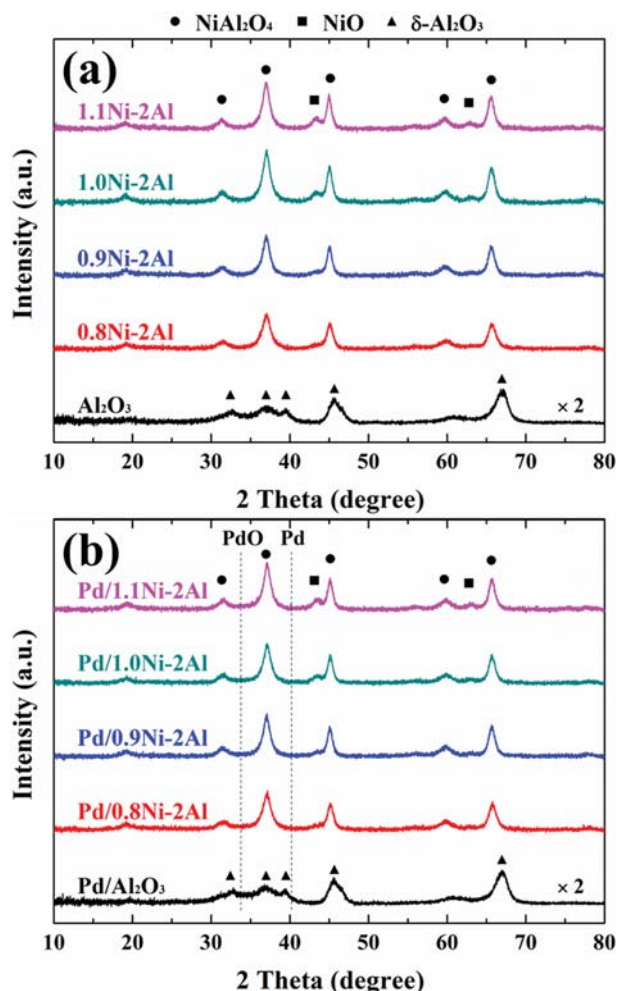 ● NiAl₂O₄ ■ NiO ▲ δ-Al₂O₃
(a)
1.1Ni-2Al
1.0Ni-2Al
0.9Ni-2Al
0.8Ni-2Al
Al₂O₃
× 2
Intensity (a.u.)
10 20 30 40 50 60 70 80
2 Theta (degree)
(b)
PdO Pd
Pd/1.1Ni-2Al
Pd/1.0Ni-2Al
Pd/0.9Ni-2Al
Pd/0.8Ni-2Al
Pd/Al₂O₃
× 2
Intensity (a.u.)
10 20 30 40 50 60 70 80
2 Theta (degree)